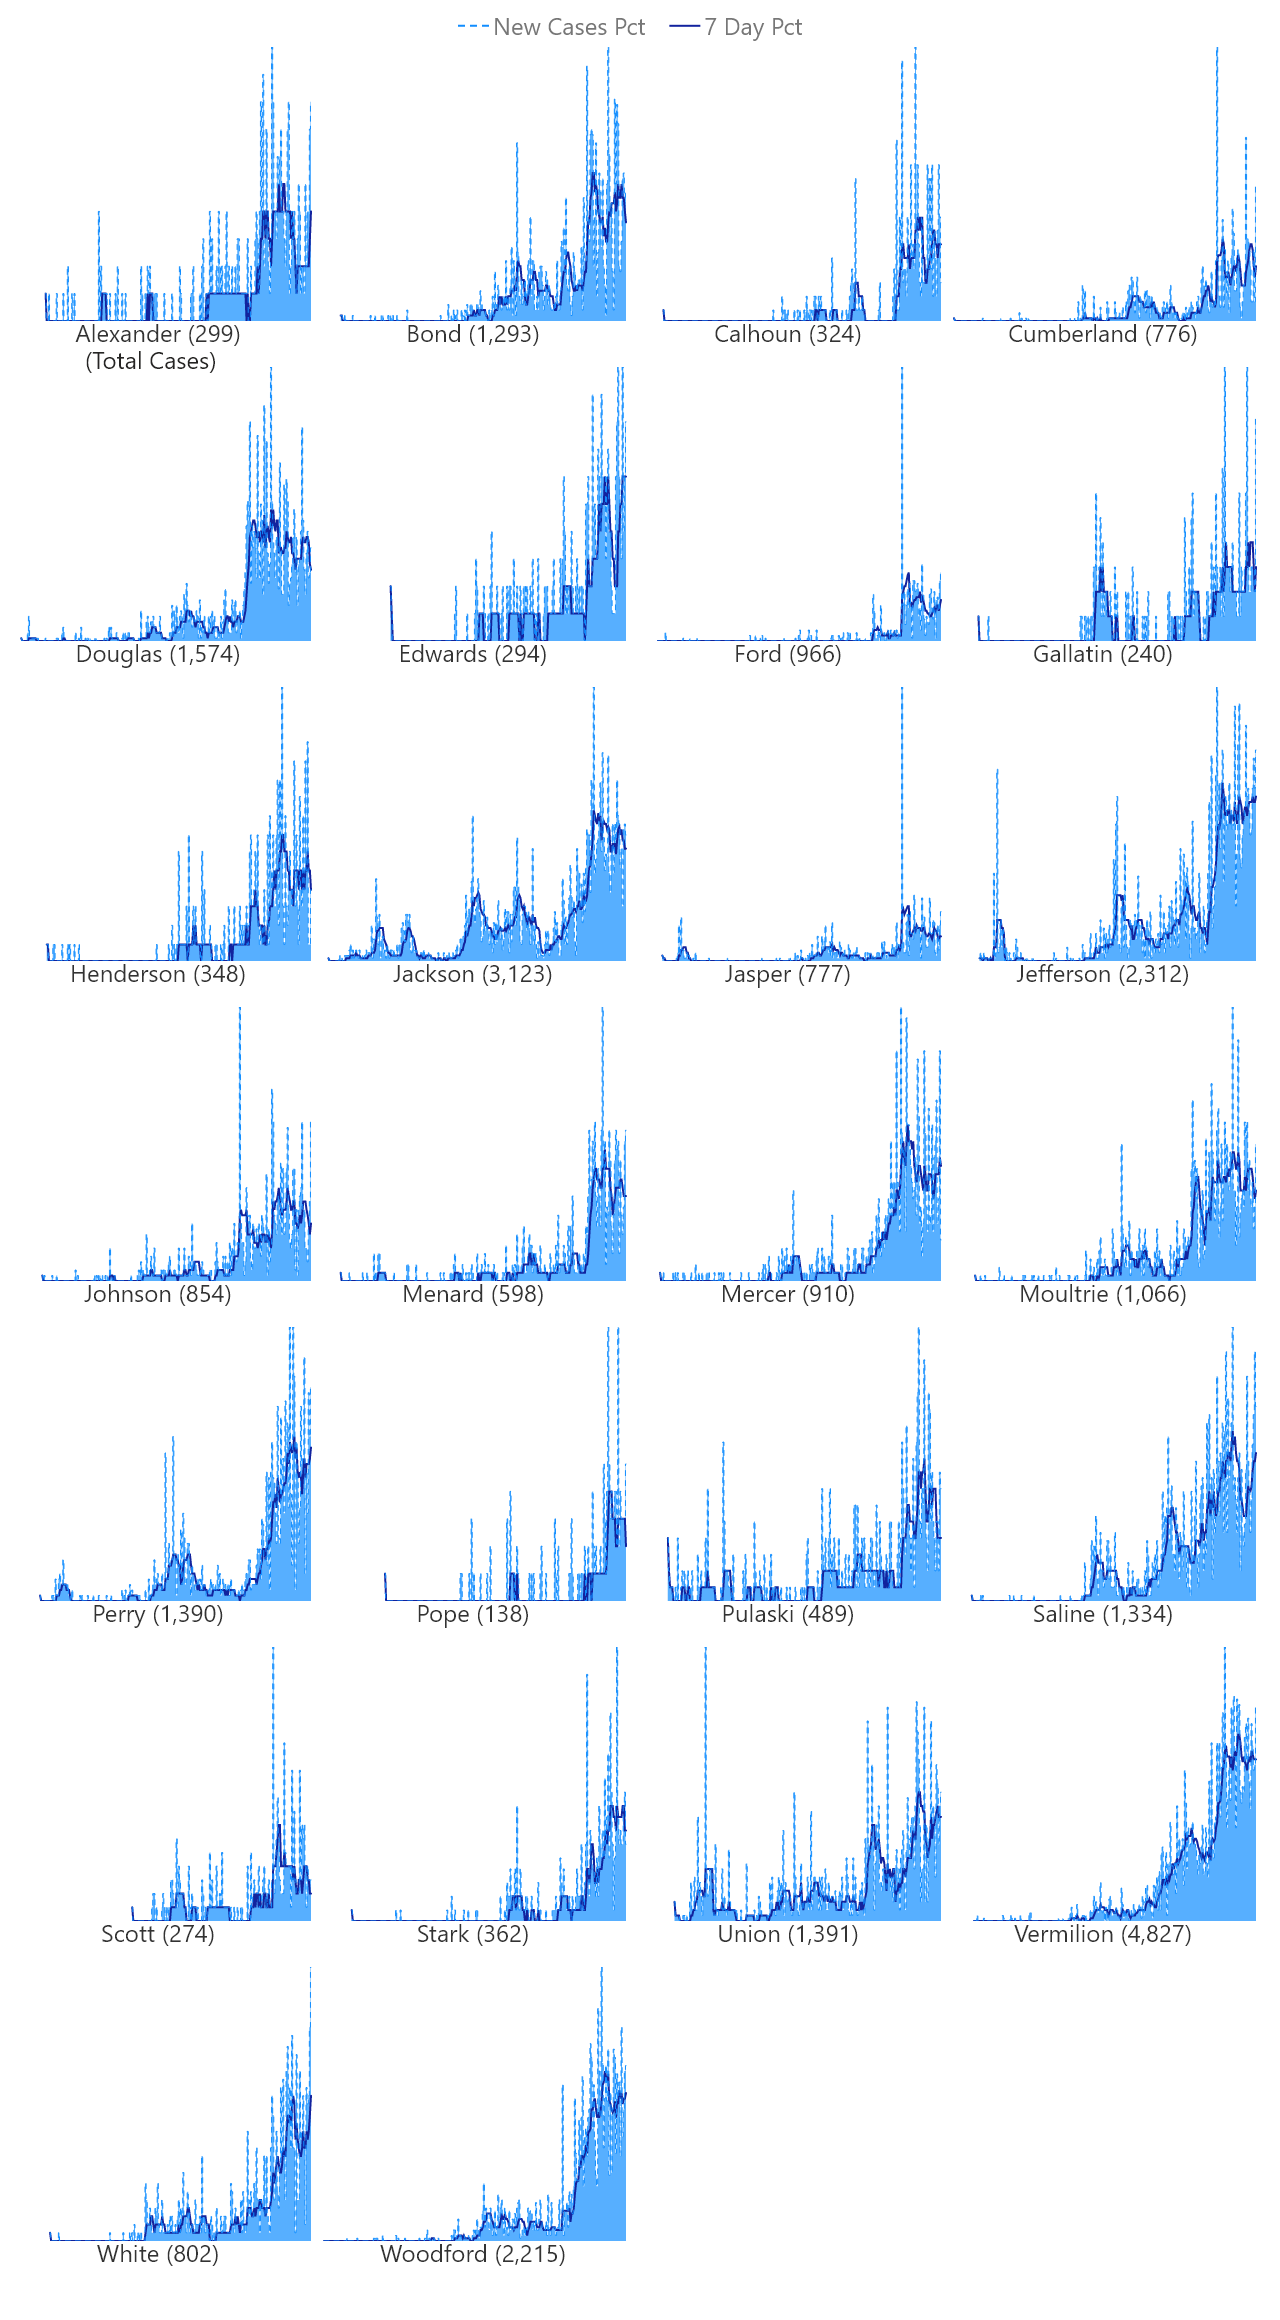 New Cases Pct 7 Day Pct
Alexander (299) Bond (1,293) Calhoun (324) Cumberland (776)
(Total Cases)
Douglas (1,574) Edwards (294) Ford (966) Gallatin (240)
Henderson (348) Jackson (3,123) Jasper (777) Jefferson (2,312)
Johnson (854) Menard (598) Mercer (910) Moultrie (1,066)
Perry (1,390) Pope (138) Pulaski (489) Saline (1,334)
Scott (274) Stark (362) Union (1,391) Vermilion (4,827)
White (802) Woodford (2,215)